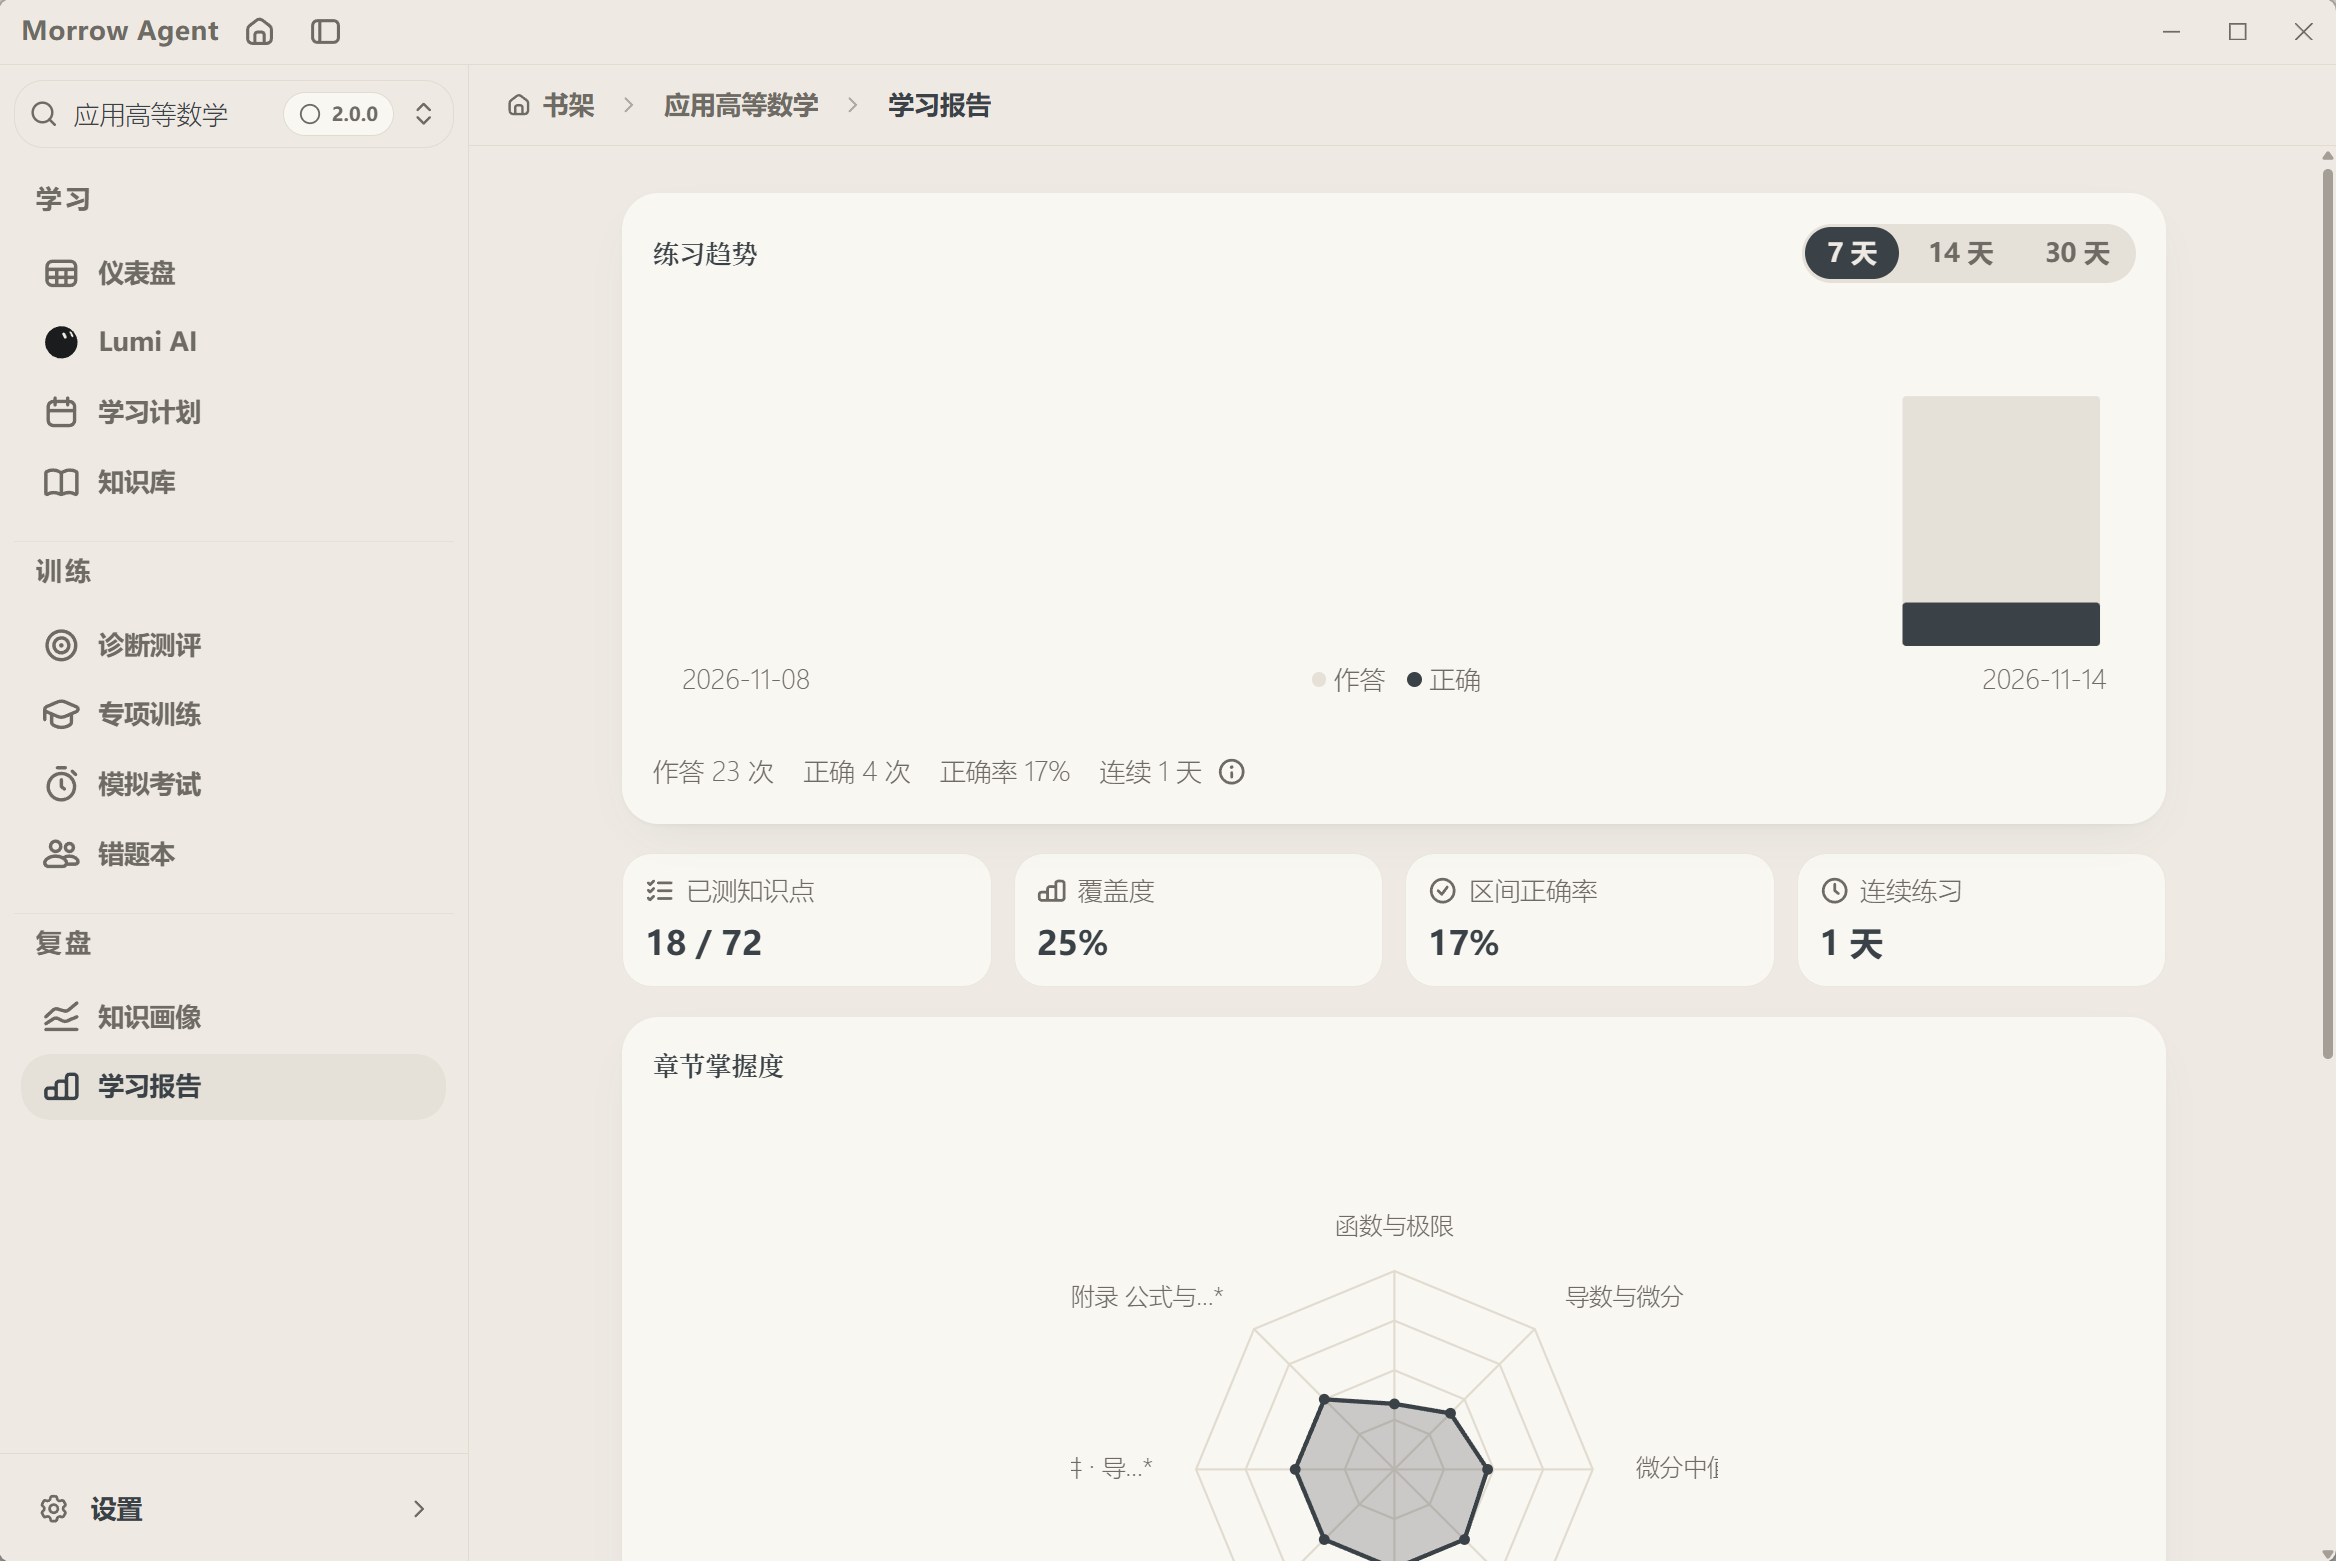 Morrow Agent
应用高等数学
2.0.0
学习
仪表盘
Lumi AI
学习计划
知识库
训练
诊断测评
专项训练
模拟考试
错题本
复盘
知识画像
学习报告
设置
书架
应用高等数学
学习报告
练习趋势
7 天
14 天
30 天
2026-11-08
作答
正确
2026-11-14
作答 23 次
正确 4 次
正确率 17%
连续 1 天
已测知识点
18 / 72
覆盖度
25%
区间正确率
17%
连续练习
1 天
章节掌握度
函数与极限
附录 公式与...*
导数与微分
· 导...*
微分中